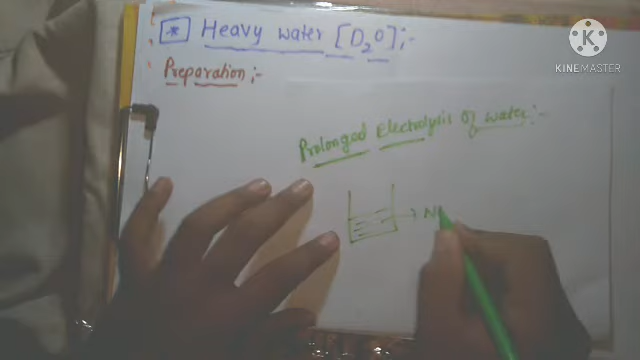 * Heavy water [D₂O];-
Preparation;-
Prolonged Electrolysis of water:-
→ N
K
KINEMASTER